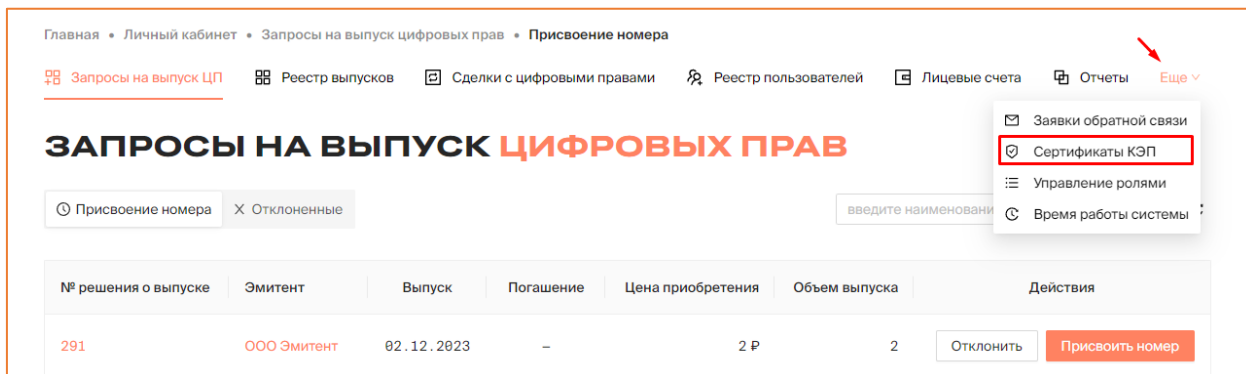 Главная • Личный кабинет • Запросы на выпуск цифровых прав • Присвоение номера
Запросы на выпуск ЦП Реестр выпусков Сделки с цифровыми правами Реестр пользователей Лицевые счета Отчеты Еще
Заявки обратной связи
Сертификаты КЭП
Управление ролями
Время работы системы
ЗАПРОСЫ НА ВЫПУСК ЦИФРОВЫХ ПРАВ
Присвоение номера X Отклоненные
введите
№ решения о выпуске Эмитент Выпуск Погашение Цена приобретения Объем выпуска Действия
291 ООО Эмитент 02.12.2023 – 2 ₽ 2 Отклонить Присвоить номер